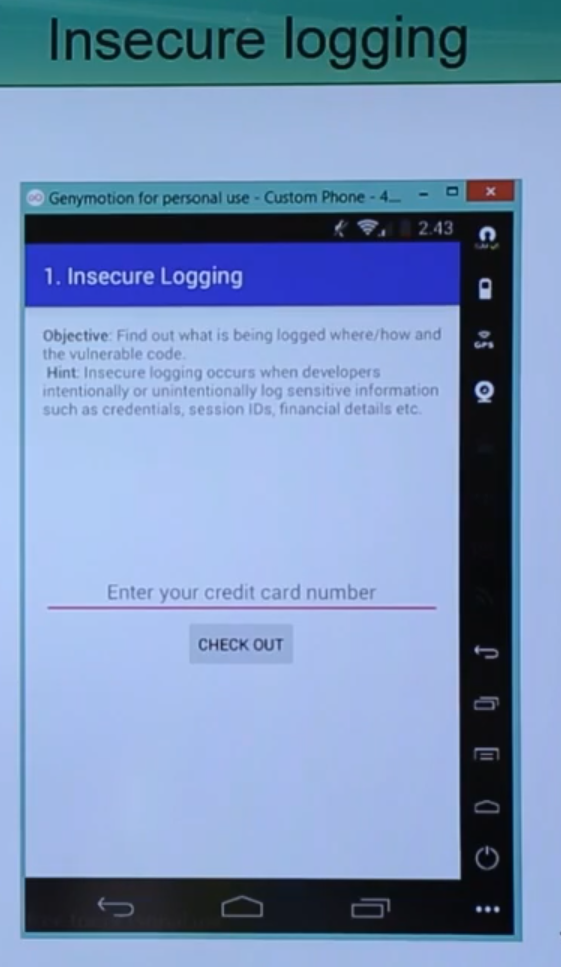 Insecure logging
Genymotion for personal use - Custom Phone - 4...
2.43
1. Insecure Logging
Objective: Find out what is being logged where/how and
the vulnerable code.
Hint: Insecure logging occurs when developers
intentionally or unintentionally log sensitive information
such as credentials, session IDs, financial details etc.
GPS
Enter your credit card number
CHECK OUT